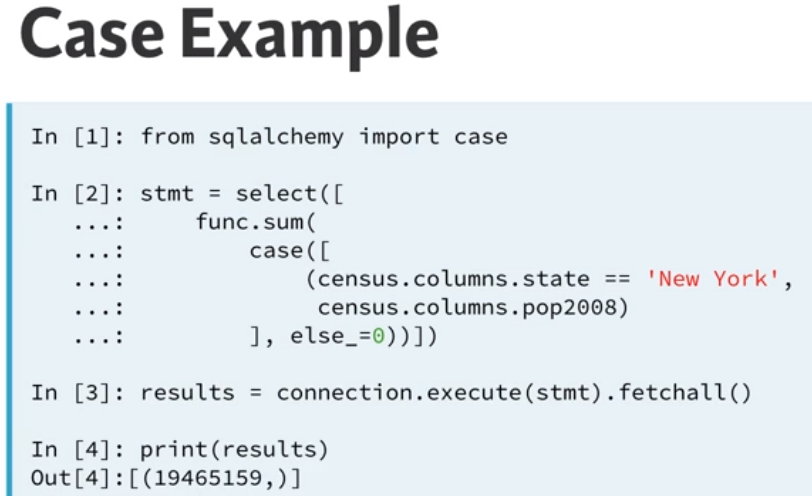 Case Example
In [1]: from sqlalchemy import case
In [2]: stmt = select([
   ...:     func.sum(
   ...:         case([
   ...:             (census.columns.state == 'New York',
   ...:              census.columns.pop2008)
   ...:         ], else_=0))])
In [3]: results = connection.execute(stmt).fetchall()
In [4]: print(results)
Out[4]:[(19465159,)]